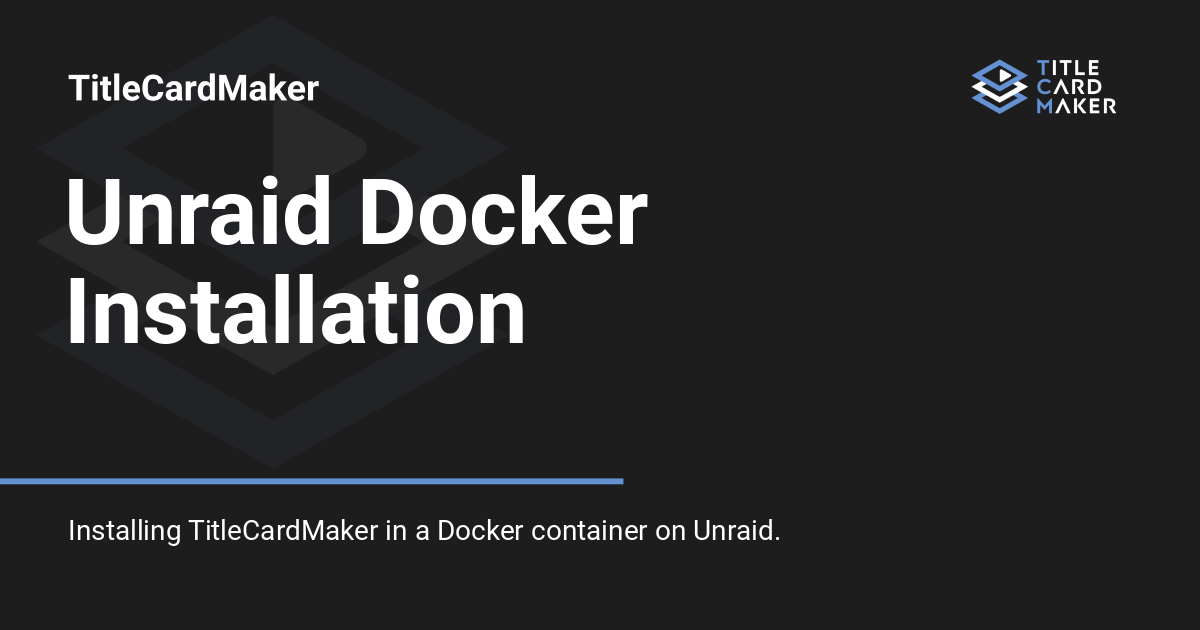 TitleCardMaker
TITLE
CARD
MAKER
Unraid Docker
Installation
Installing TitleCardMaker in a Docker container on Unraid.